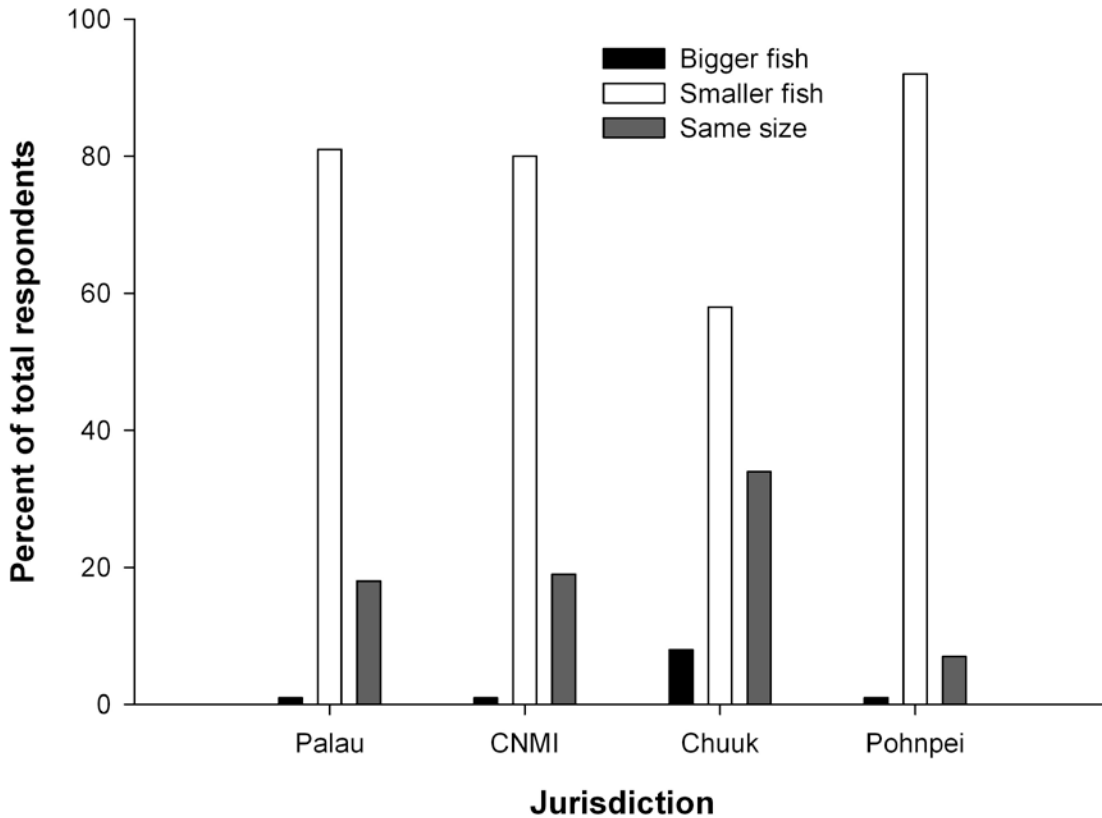 100
80
60
40
20
0
Percent of total respondents
Bigger fish
Smaller fish
Same size
Palau
CNMI
Chuuk
Pohnpei
Jurisdiction